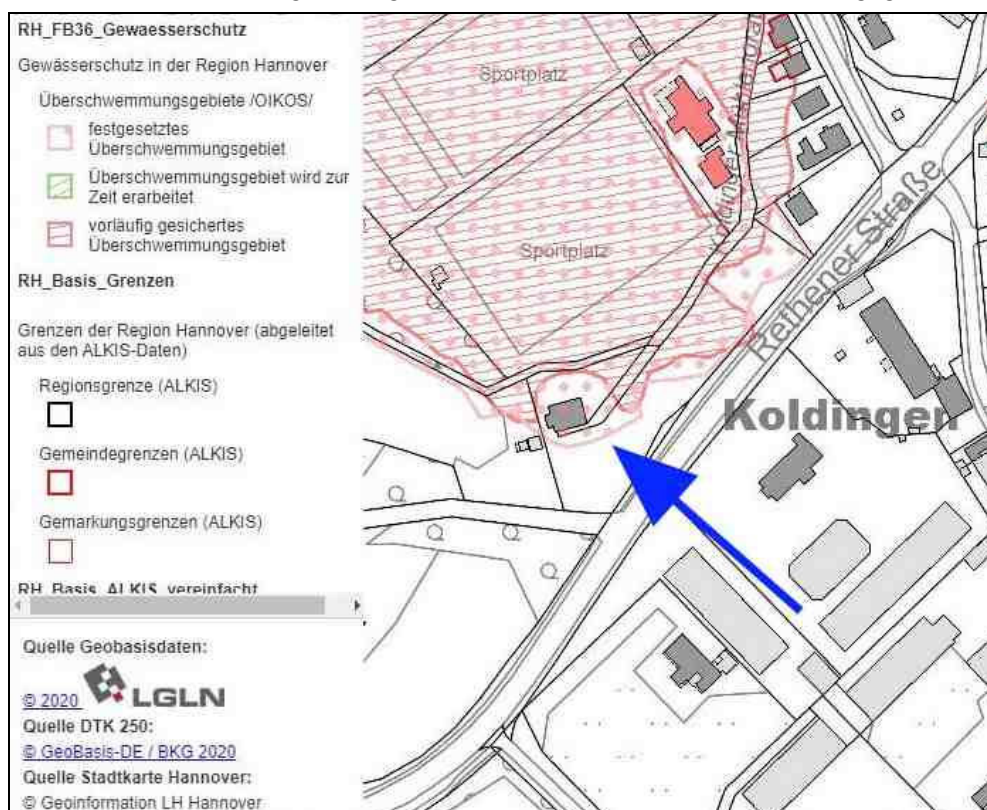 RH_FB36_Gewaesserschutz
Gewässerschutz in der Region Hannover
Überschwemmungsgebiete /OIKOS/
festgesetztes
Überschwemmungsgebiet
Überschwemmungsgebiet wird zur
Zeit erarbeitet
vorläufig gesichertes
Überschwemmungsgebiet
RH_Basis_Grenzen
Grenzen der Region Hannover (abgeleitet
aus den ALKIS-Daten)
Regionsgrenze (ALKIS)
Gemeindegrenzen (ALKIS)
Gemarkungsgrenzen (ALKIS)
RH_Basis_ALKIS_vereinfacht
Quelle Geobasisdaten:
© 2020 LGLN
Quelle DTK 250:
© GeoBasis-DE / BKG 2020
Quelle Stadtkarte Hannover:
© Geoinformation LH Hannover
Sportplatz
Sportplatz
Koldinger
Rethener Straße
Koldingen